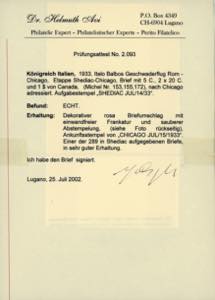 Dr. Helmuth Avi
P.O. Box 4349
CH-6904 Lugano
Philatelic Expert - Philatelistischer Experte - Perito Filatelico
Prüfungsattest No. 2.093
Königreich Italien, 1933, Italo Balbos Geschwaderflug Rom -
Chicago, Etappe Shediac-Chicago, Brief mit 5 C., 2 x 20 C.
und 1 $ von Canada, (Michel Nr. 153,155,172), nach Chicago
adressiert. Aufgabestempel „SHEDIAC JUL/14/33“.
Befund: ECHT.
Erhaltung: Dekorativer rosa Briefumschlag mit
einwandfreier Frankatur und sauberer
Abstempelung, (siehe Foto rückseitig),
Ankunftsstempel von „CHICAGO JUL/15/1933“.
Einer der 289 in Shediac aufgegebenen Briefe,
in sehr guter Erhaltung.
Ich habe den Brief signiert.
Lugano, 25. Juli 2002.